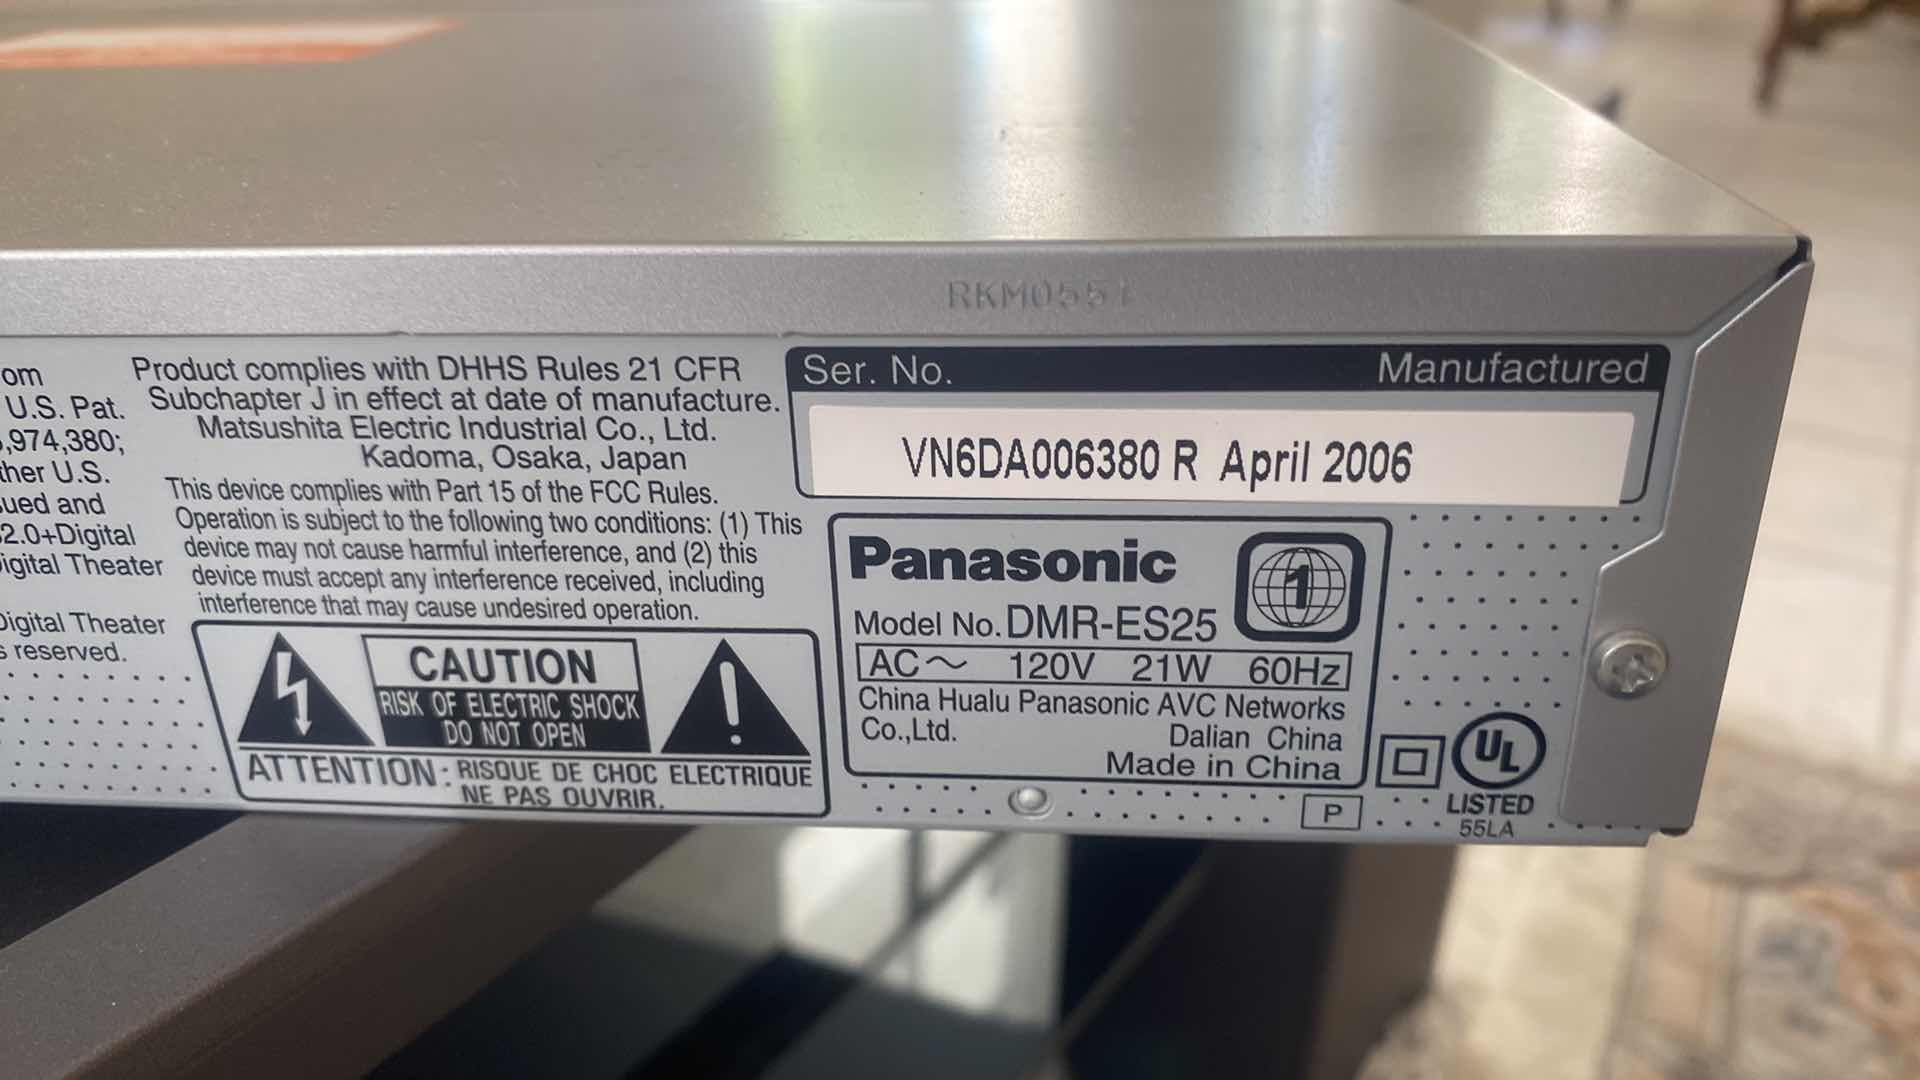 RKM0551
om
U.S. Pat.
,974,380;
ther U.S.
ued and
2.0+Digital
igital Theater
Digital Theater
s reserved.
Product complies with DHHS Rules 21 CFR
Subchapter J in effect at date of manufacture.
Matsushita Electric Industrial Co., Ltd.
Kadoma, Osaka, Japan
This device complies with Part 15 of the FCC Rules.
Operation is subject to the following two conditions: (1) This
device may not cause harmful interference, and (2) this
device must accept any interference received, including
interference that may cause undesired operation.
CAUTION
RISK OF ELECTRIC SHOCK
DO NOT OPEN
ATTENTION: RISQUE DE CHOC ELECTRIQUE
NE PAS OUVRIR.
Ser. No. Manufactured
VN6DA006380 R April 2006
Panasonic 1
Model No. DMR-ES25
AC~ 120V 21W 60Hz
China Hualu Panasonic AVC Networks
Co.,Ltd. Dalian China
Made in China
P
UL
LISTED
55LA